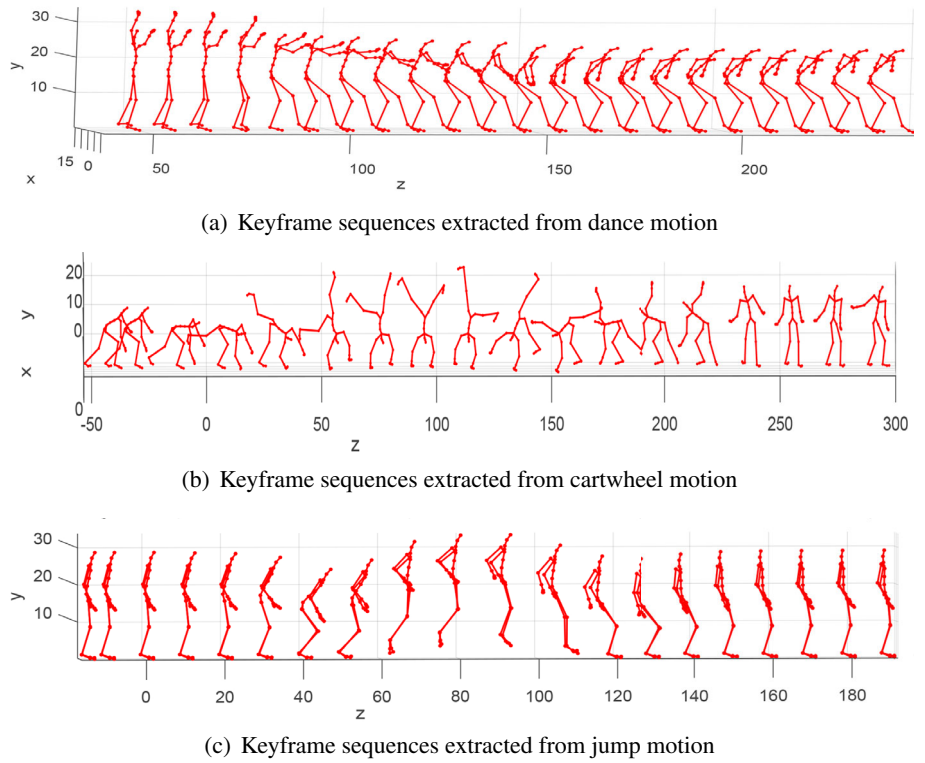 30
20
y
10
15 0
50
100
150
200
x
z
(a) Keyframe sequences extracted from dance motion
20
10
y
0
x
0
-50 0 50 100 150 200 250 300
z
(b) Keyframe sequences extracted from cartwheel motion
30
20
y
10
0 20 40 60 80 100 120 140 160 180
z
(c) Keyframe sequences extracted from jump motion